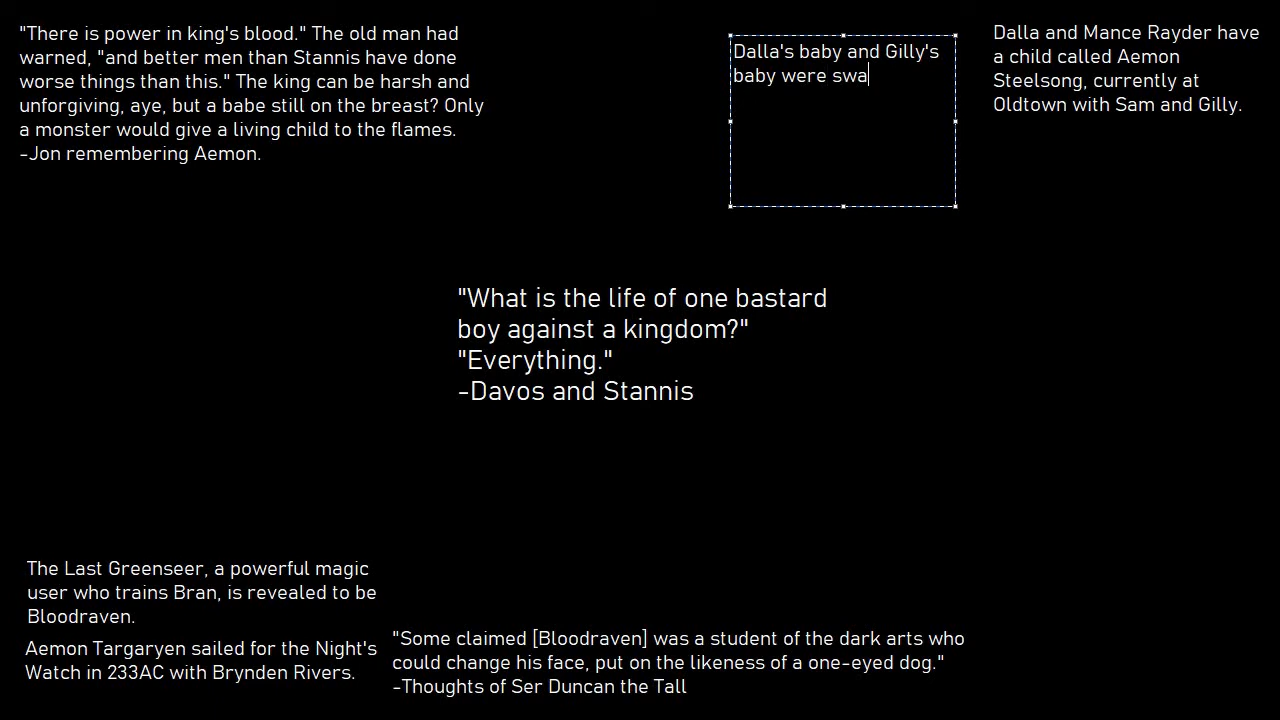 "There is power in king's blood." The old man had
warned, "and better men than Stannis have done
worse things than this." The king can be harsh and
unforgiving, aye, but a babe still on the breast? Only
a monster would give a living child to the flames.
-Jon remembering Aemon.
Dalla's baby and Gilly's
baby were swa
Dalla and Mance Rayder have
a child called Aemon
Steelsong, currently at
Oldtown with Sam and Gilly.
"What is the life of one bastard
boy against a kingdom?"
"Everything."
-Davos and Stannis
The Last Greenseer, a powerful magic
user who trains Bran, is revealed to be
Bloodraven.
Aemon Targaryen sailed for the Night's
Watch in 233AC with Brynden Rivers.
"Some claimed [Bloodraven] was a student of the dark arts who
could change his face, put on the likeness of a one-eyed dog."
-Thoughts of Ser Duncan the Tall